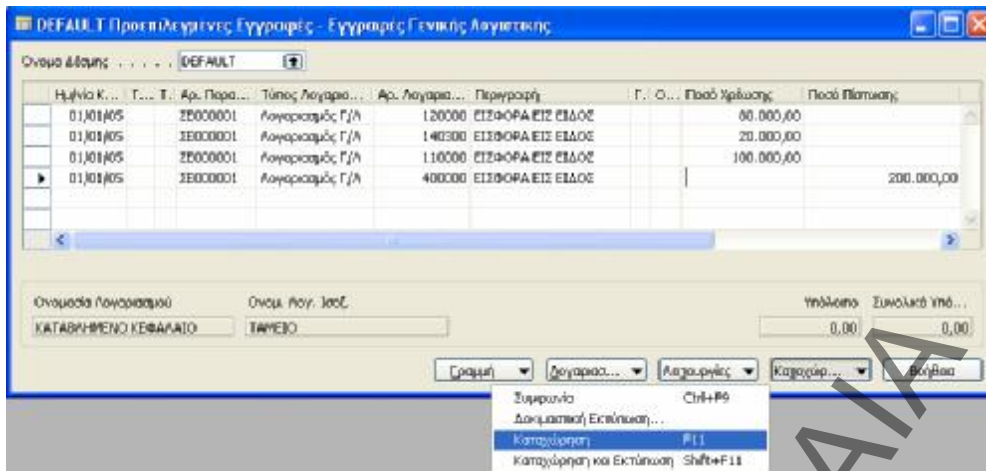 DEFAULT Προεπιλεγμένες Εγγραφές - Εγγραφές Γενικής Λογιστικής
Όνομα Δέσμης . . . . . DEFAULT
Ημ/νία Κ... Τ... Τ. Αρ. Παρα... Τύπος Λογαρια... Αρ. Λογαρια... Περιγραφή Γ. Ο... Ποσό Χρέωσης Ποσό Πίστωσης
01/01/05 ΣΕ000001 Λογαριασμός Γ/Λ 120000 ΕΙΣΦΟΡΑ ΕΙΣ ΕΙΔΟΣ 80.000,00
01/01/05 ΣΕ000001 Λογαριασμός Γ/Λ 140300 ΕΙΣΦΟΡΑ ΕΙΣ ΕΙΔΟΣ 20.000,00
01/01/05 ΣΕ000001 Λογαριασμός Γ/Λ 110000 ΕΙΣΦΟΡΑ ΕΙΣ ΕΙΔΟΣ 100.000,00
01/01/05 ΣΕ000001 Λογαριασμός Γ/Λ 400000 ΕΙΣΦΟΡΑ ΕΙΣ ΕΙΔΟΣ 200.000,00
Ονομασία Λογαριασμού Ονομ. Λογ. Ισοζ. Υπόλοιπο Συνολικό Υπό...
ΚΑΤΑΒΛΗΜΕΝΟ ΚΕΦΑΛΑΙΟ ΤΑΜΕΙΟ 0,00 0,00
Γραμμή Λογαριασ... Λειτουργίες Καταχώρ... Βοήθεια
Συμφωνία Ctrl+F9
Δοκιμαστική Εκτύπωση...
Καταχώρηση F11
Καταχώρηση και Εκτύπωση Shift+F11